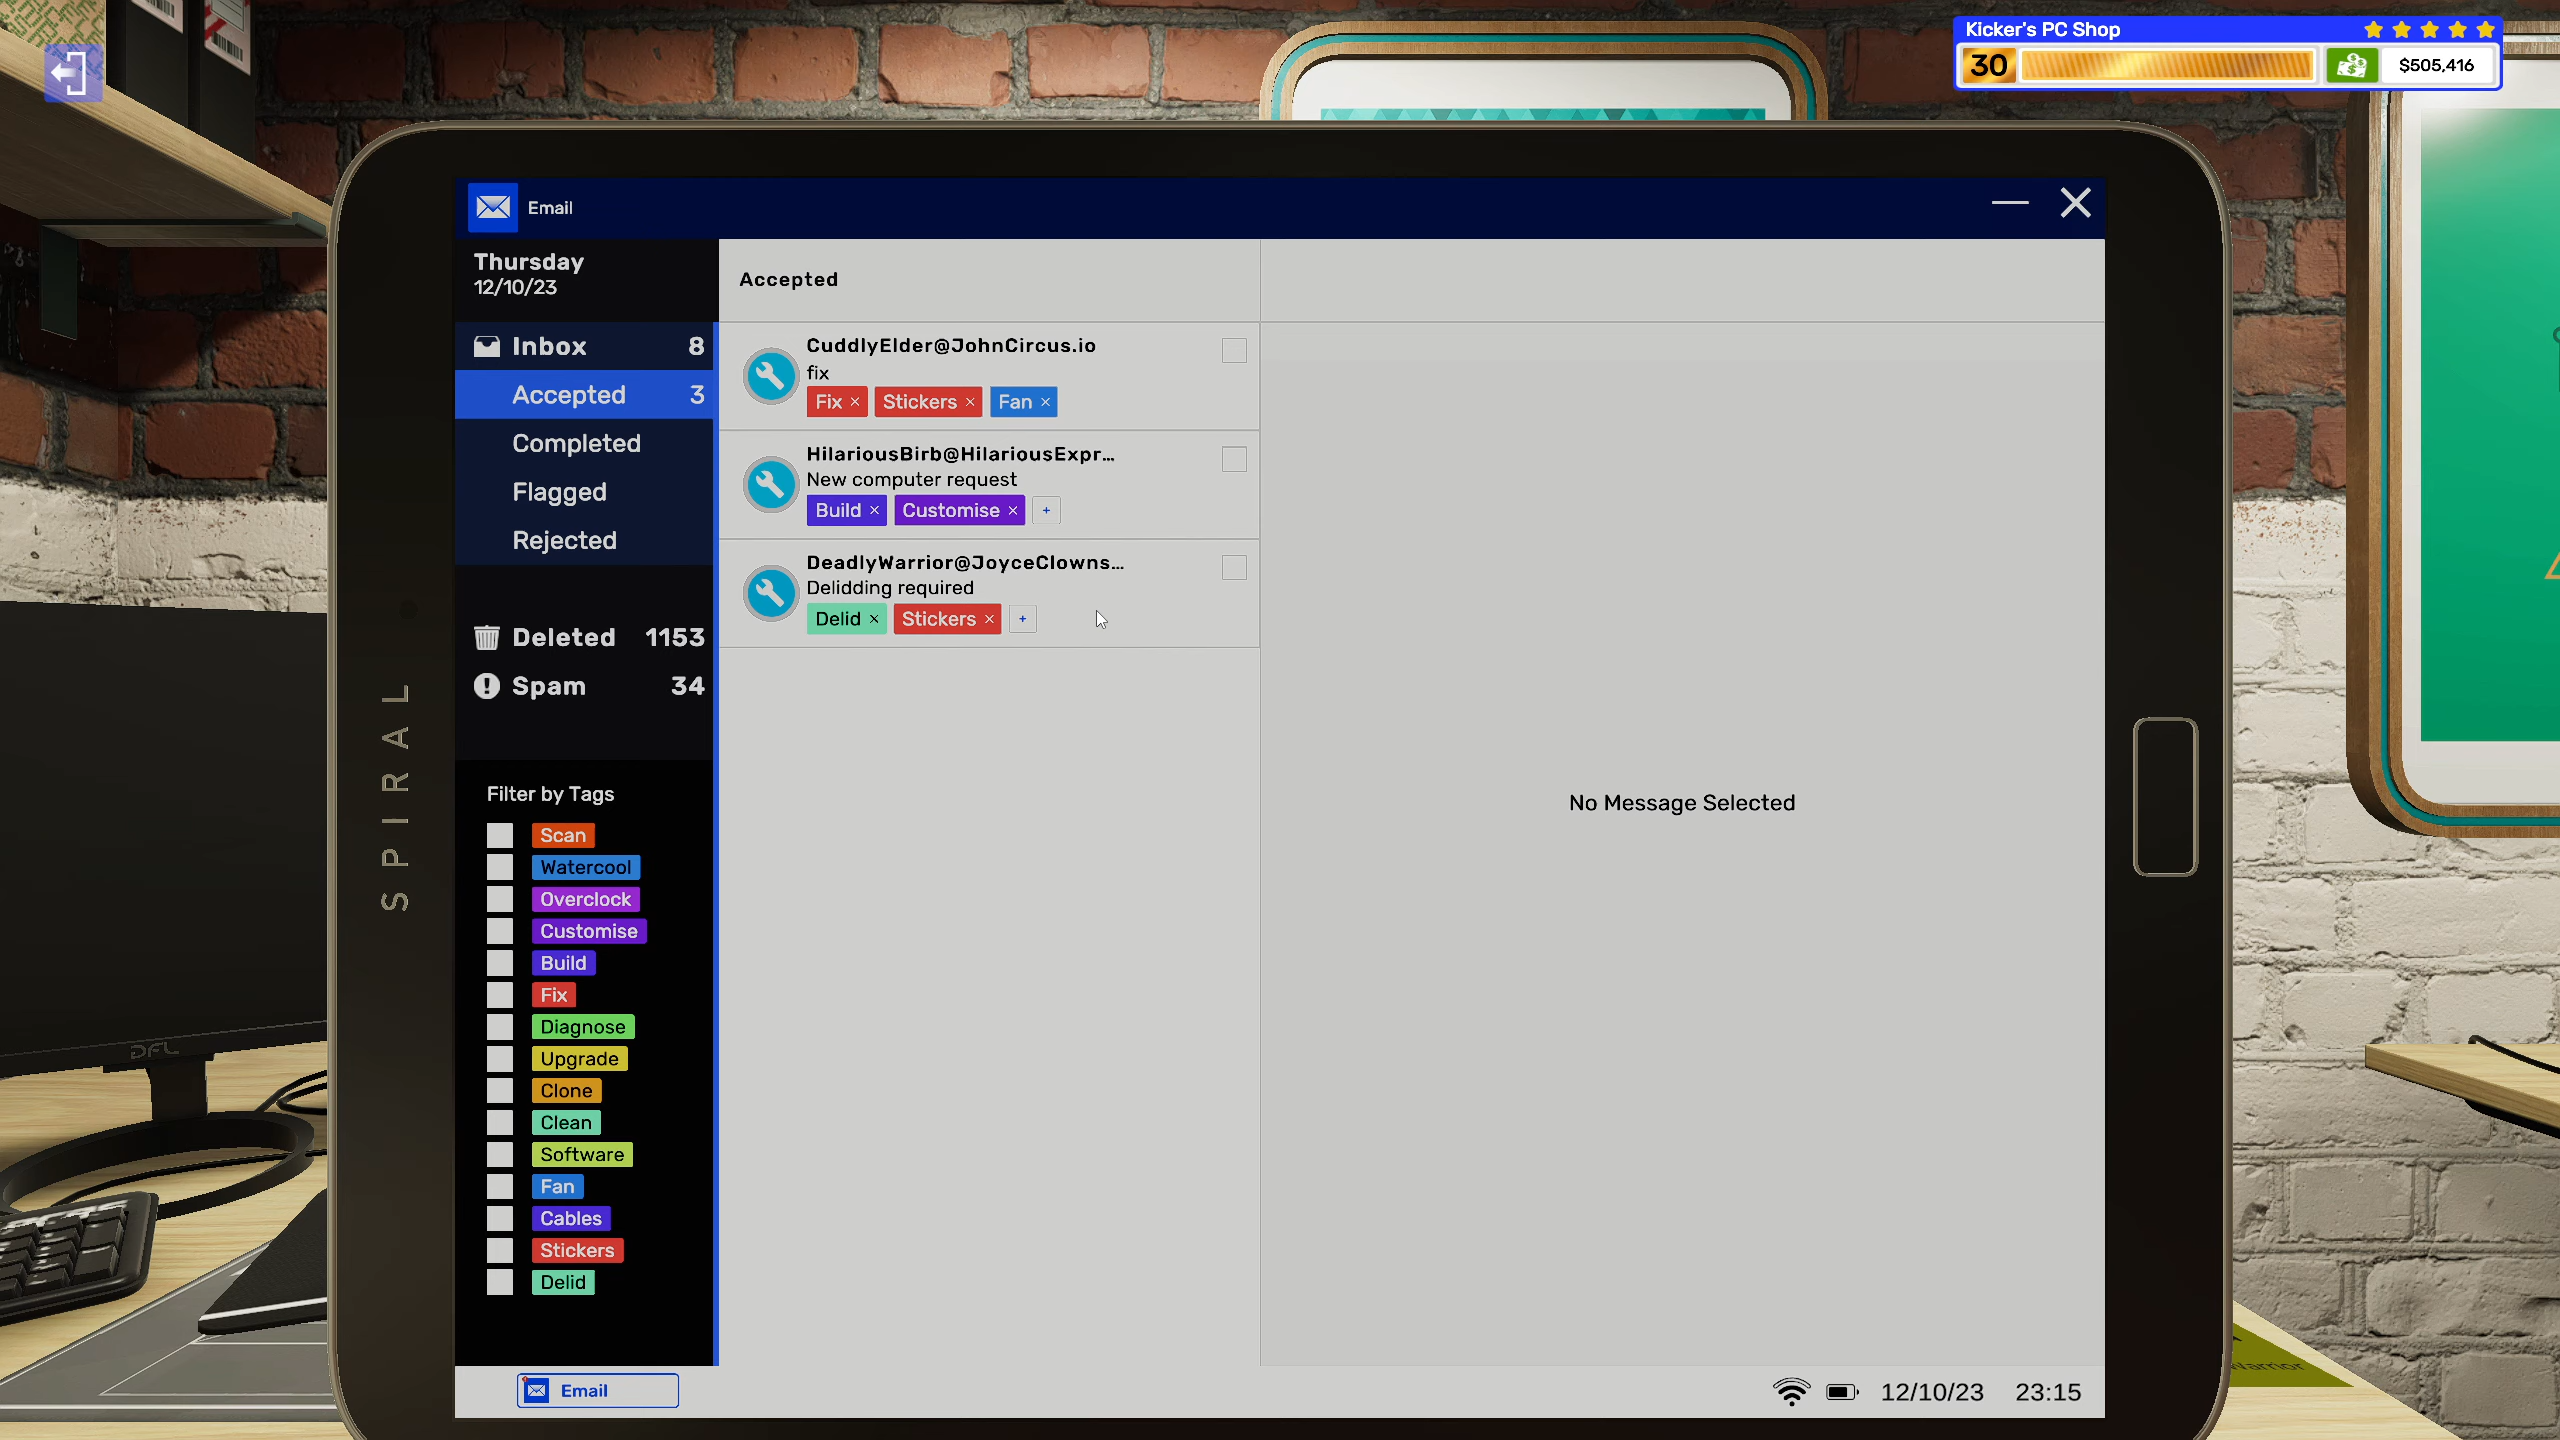 Kicker's PC Shop
30
$505,416
Email
Thursday
12/10/23
Inbox 8
Accepted 3
Completed
Flagged
Rejected
Deleted 1153
Spam 34
Filter by Tags
Scan
Watercool
Overclock
Customise
Build
Fix
Diagnose
Upgrade
Clone
Clean
Software
Fan
Cables
Stickers
Delid
Accepted
CuddlyElder@JohnCircus.io
fix
Fix × Stickers × Fan ×
HilariousBirb@HilariousExpr...
New computer request
Build × Customise × +
DeadlyWarrior@JoyceClowns...
Delidding required
Delid × Stickers × +
No Message Selected
Email
12/10/23 23:15
SPIRAL
DFL
Warrior